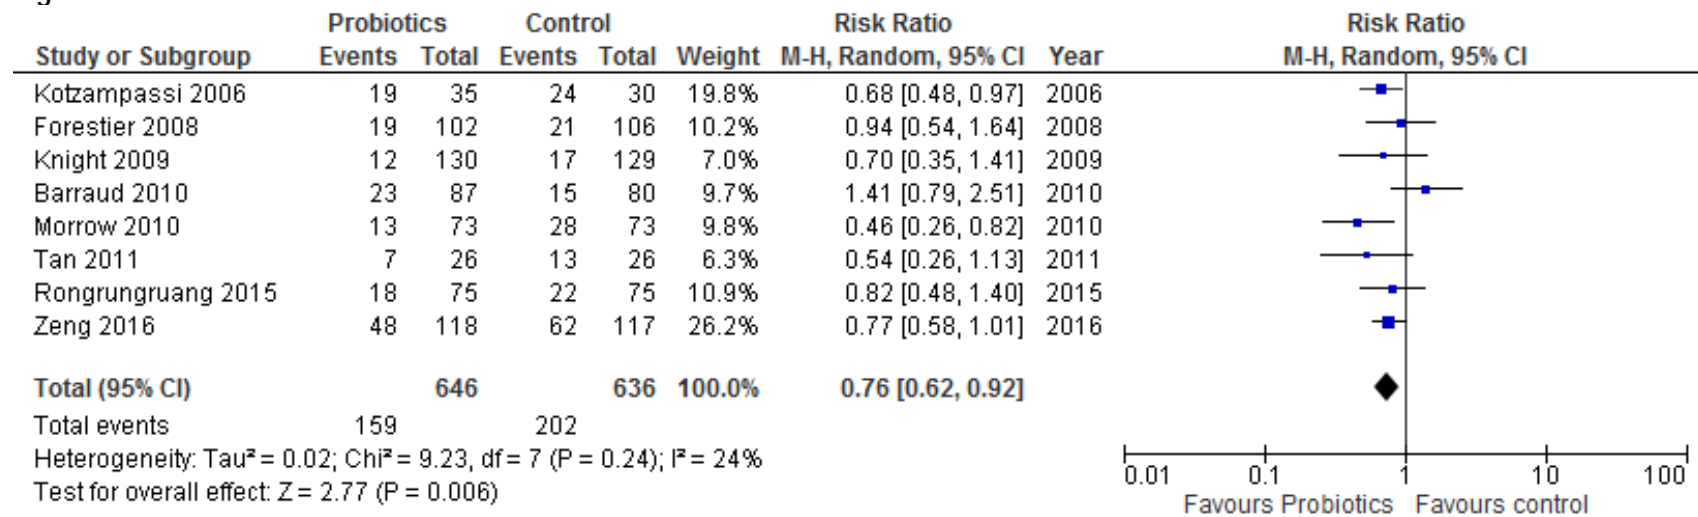 Probiotics Control Risk Ratio Risk Ratio
Study or Subgroup Events Total Events Total Weight M-H, Random, 95% CI Year M-H, Random, 95% CI
Kotzampassi 2006 19 35 24 30 19.8% 0.68 [0.48, 0.97] 2006
Forestier 2008 19 102 21 106 10.2% 0.94 [0.54, 1.64] 2008
Knight 2009 12 130 17 129 7.0% 0.70 [0.35, 1.41] 2009
Barraud 2010 23 87 15 80 9.7% 1.41 [0.79, 2.51] 2010
Morrow 2010 13 73 28 73 9.8% 0.46 [0.26, 0.82] 2010
Tan 2011 7 26 13 26 6.3% 0.54 [0.26, 1.13] 2011
Rongrungruang 2015 18 75 22 75 10.9% 0.82 [0.48, 1.40] 2015
Zeng 2016 48 118 62 117 26.2% 0.77 [0.58, 1.01] 2016
Total (95% CI) 646 636 100.0% 0.76 [0.62, 0.92]
Total events 159 202
Heterogeneity: Tau² = 0.02; Chi² = 9.23, df = 7 (P = 0.24); I² = 24%
Test for overall effect: Z = 2.77 (P = 0.006)
0.01 0.1 1 10 100
Favours Probiotics Favours control